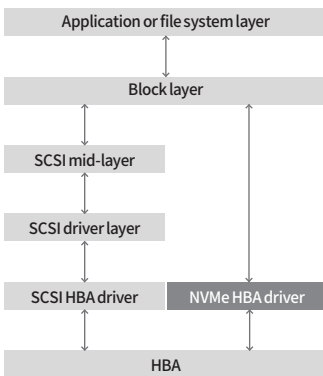 Application or file system layer
Block layer
SCSI mid-layer
SCSI driver layer
SCSI HBA driver
NVMe HBA driver
HBA